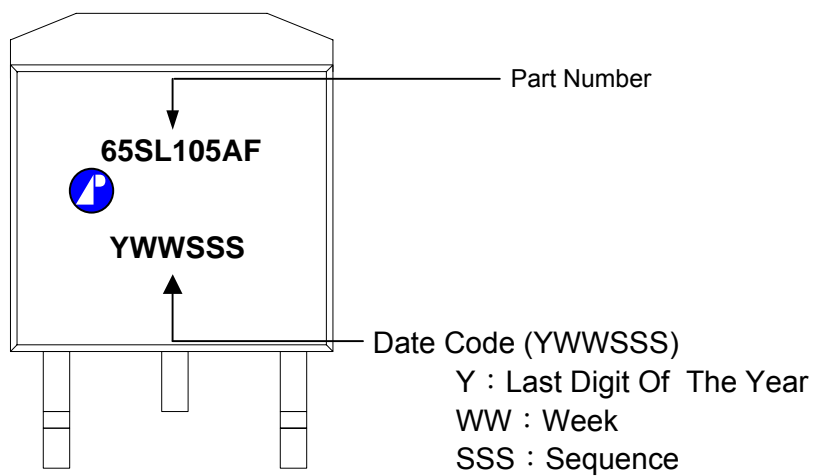 Part Number
65SL105AF
YWWSSS
Date Code (YWWSSS)
Y：Last Digit Of The Year
WW：Week
SSS：Sequence